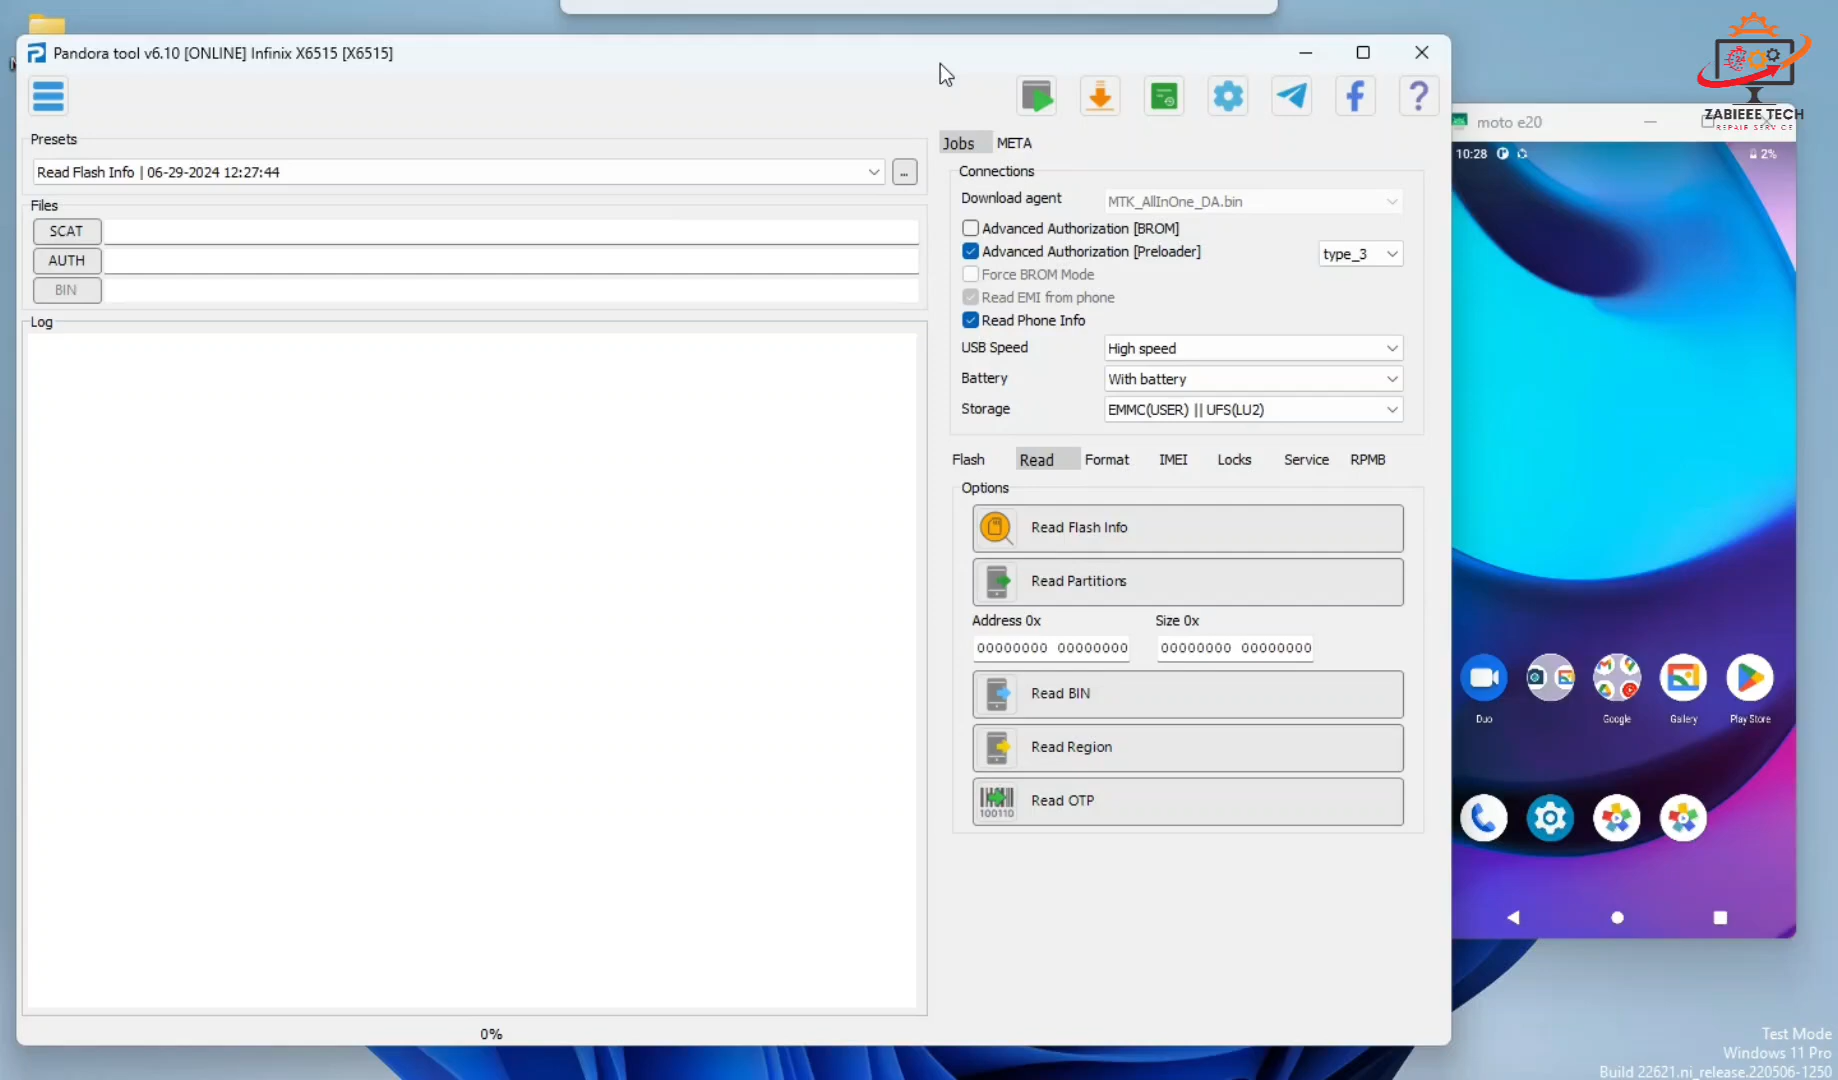 Pandora tool v6.10 [ONLINE] Infinix X6515 [X6515]
Presets
Read Flash Info | 06-29-2024 12:27:44
...
Files
SCAT
AUTH
BIN
Log
0%
Jobs
META
Connections
Download agent
MTK_AllInOne_DA.bin
Advanced Authorization [BROM]
Advanced Authorization [Preloader]
type_3
Force BROM Mode
Read EMI from phone
Read Phone Info
USB Speed
High speed
Battery
With battery
Storage
EMMC(USER) || UFS(LU2)
Flash
Read
Format
IMEI
Locks
Service
RPMB
Options
Read Flash Info
Read Partitions
Address 0x
Size 0x
00000000 00000000
00000000 00000000
Read BIN
Read Region
100110
Read OTP
ZABIEEE TECH
REPAIR SERVICE
moto e20
10:28
2%
Duo
Google
Gallery
Play Store
Test Mode
Windows 11 Pro
Build 22621.ni_release.220506-1250